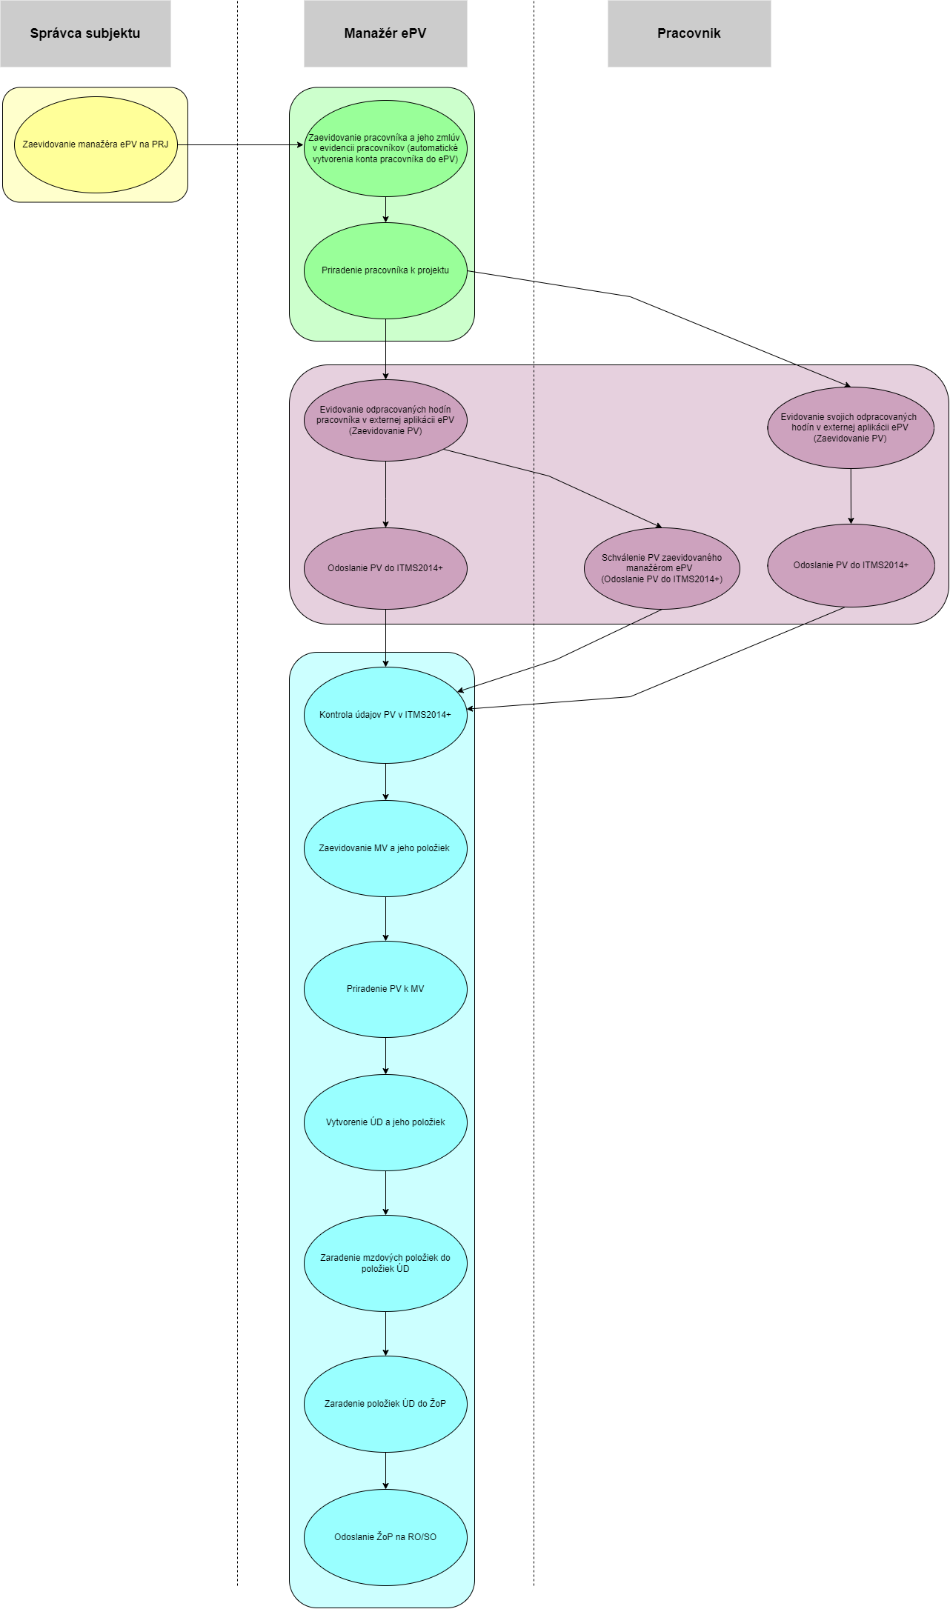 Správca subjektu
Manažér ePV
Pracovnik
Zaevidovanie manažéra ePV na PRJ
Zaevidovanie pracovníka a jeho zmlúv
v evidencii pracovníkov (automatické
vytvorenia konta pracovníka do ePV)
Priradenie pracovníka k projektu
Evidovanie odpracovaných hodín
pracovníka v externej aplikácii ePV
(Zaevidovanie PV)
Evidovanie svojich odpracovaných
hodín v externej aplikácii ePV
(Zaevidovanie PV)
Odoslanie PV do ITMS2014+
Schválenie PV zaevidovaného
manažérom ePV
(Odoslanie PV do ITMS2014+)
Odoslanie PV do ITMS2014+
Kontrola údajov PV v ITMS2014+
Zaevidovanie MV a jeho položiek
Priradenie PV k MV
Vytvorenie ÚD a jeho položiek
Zaradenie mzdových položiek do
položiek ÚD
Zaradenie položiek ÚD do ŽoP
Odoslanie ŽoP na RO/SO